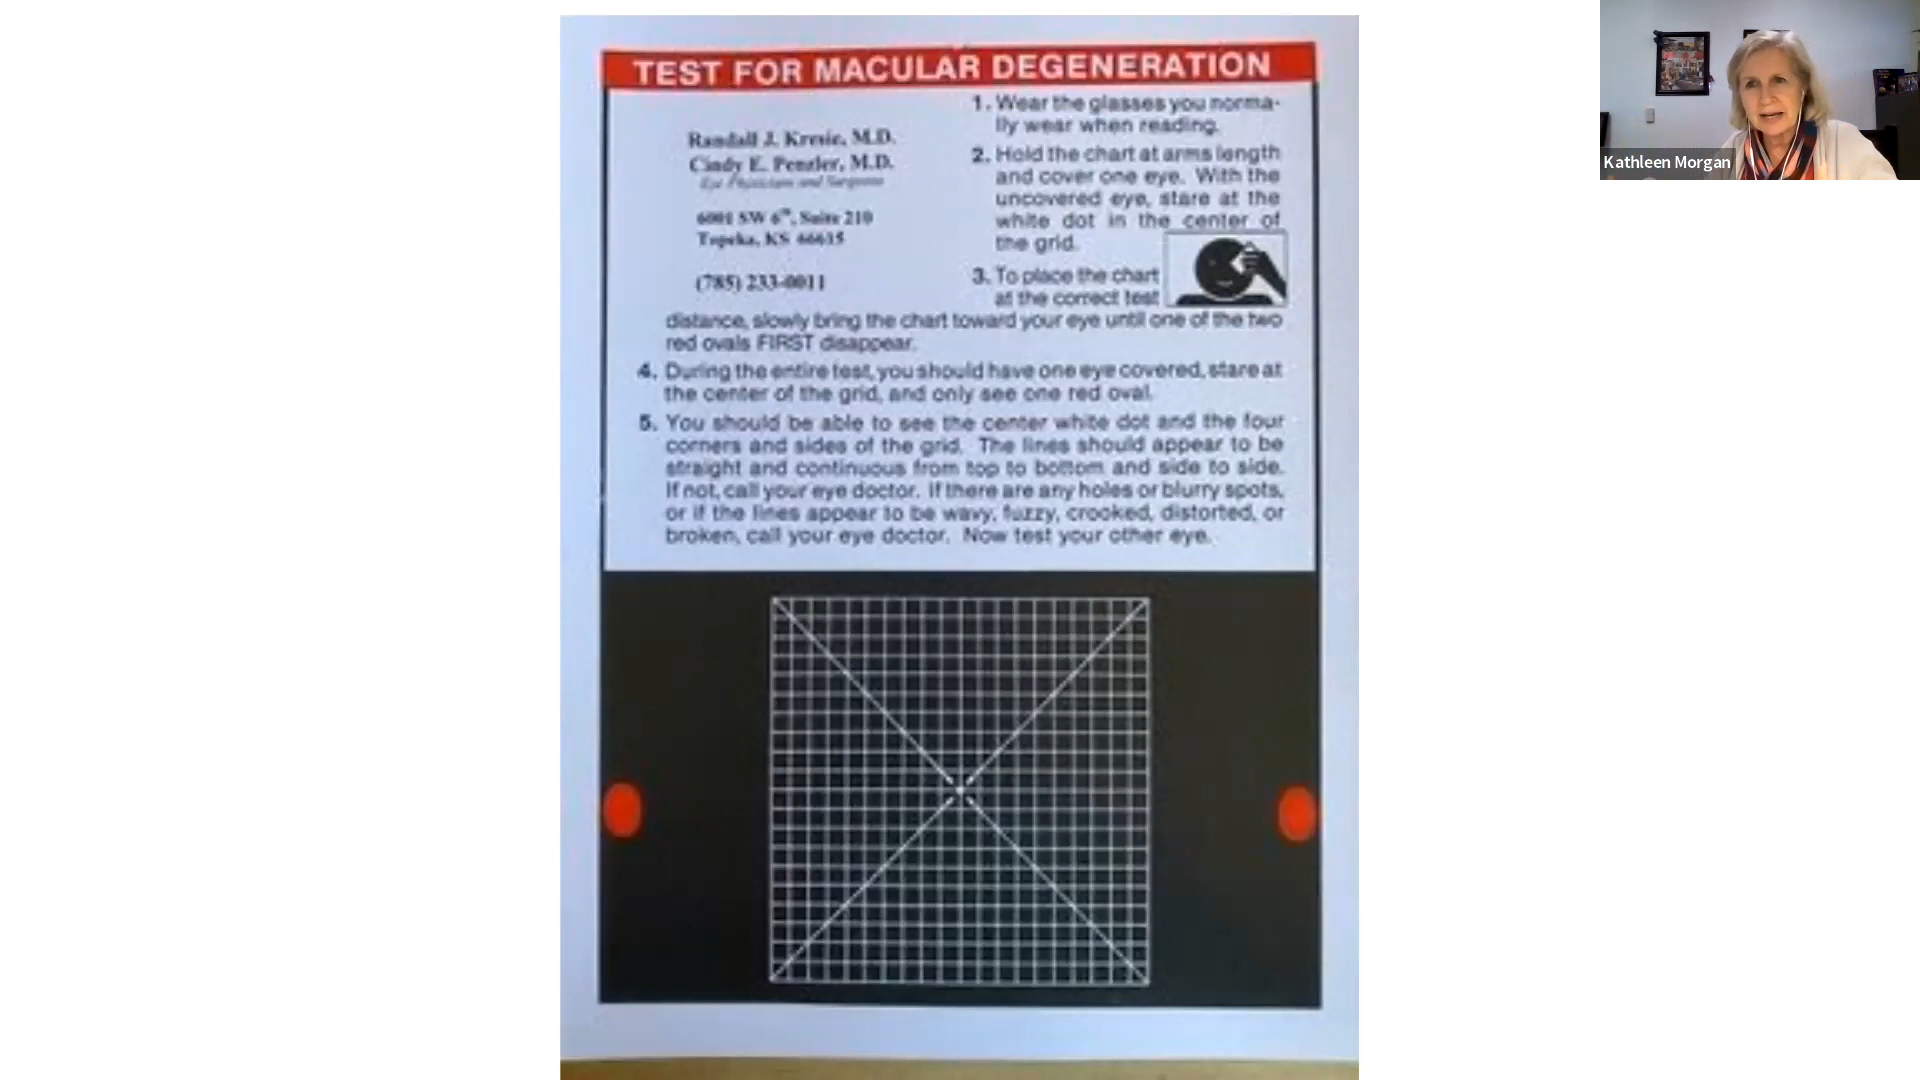 TEST FOR MACULAR DEGENERATION
Randall J. Kresie, M.D.
Cindy E. Penzler, M.D.
Eye Physicians and Surgeons
6001 SW 6th, Suite 210
Topeka, KS 66615
(785) 233-0011
1. Wear the glasses you norma-
lly wear when reading.
2. Hold the chart at arms length
and cover one eye. With the
uncovered eye, stare at the
white dot in the center of
the grid.
3. To place the chart
at the correct test
distance, slowly bring the chart toward your eye until one of the two
red ovals FIRST disappear.
4. During the entire test, you should have one eye covered, stare at
the center of the grid, and only see one red oval.
5. You should be able to see the center white dot and the four
corners and sides of the grid. The lines should appear to be
straight and continuous from top to bottom and side to side.
If not, call your eye doctor. If there are any holes or blurry spots,
or if the lines appear to be wavy, fuzzy, crooked, distorted, or
broken, call your eye doctor. Now test your other eye.
Kathleen Morgan